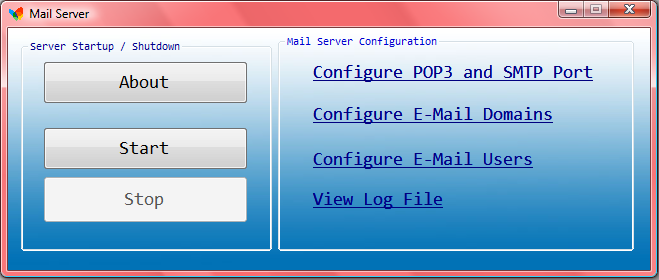 Mail Server
Server Startup / Shutdown
About
Start
Stop
Mail Server Configuration
Configure POP3 and SMTP Port
Configure E-Mail Domains
Configure E-Mail Users
View Log File